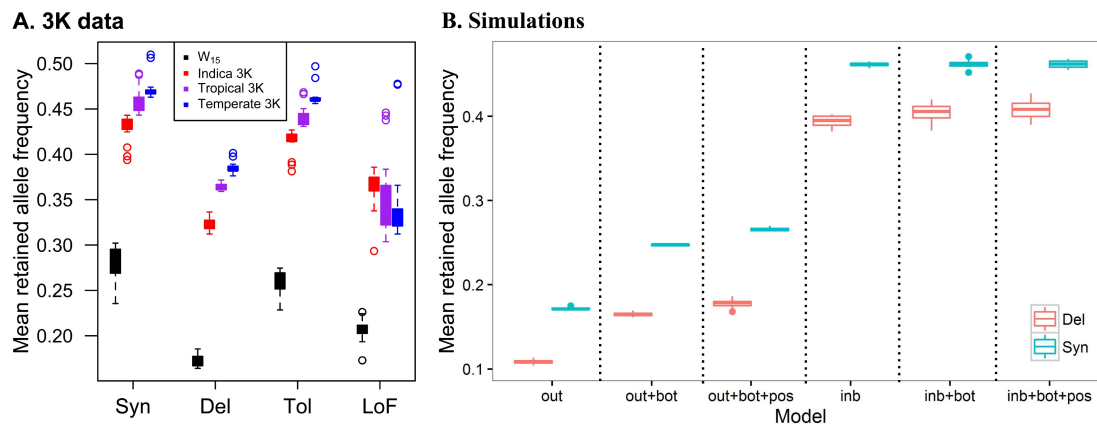 A. 3K data
Mean retained allele frequency
0.50
0.45
0.40
0.35
0.30
0.25
0.20
W15
Indica 3K
Tropical 3K
Temperate 3K
Syn Del Tol LoF
B. Simulations
Mean retained allele frequency
0.4
0.3
0.2
0.1
Del
Syn
out out+bot out+bot+pos inb inb+bot inb+bot+pos
Model